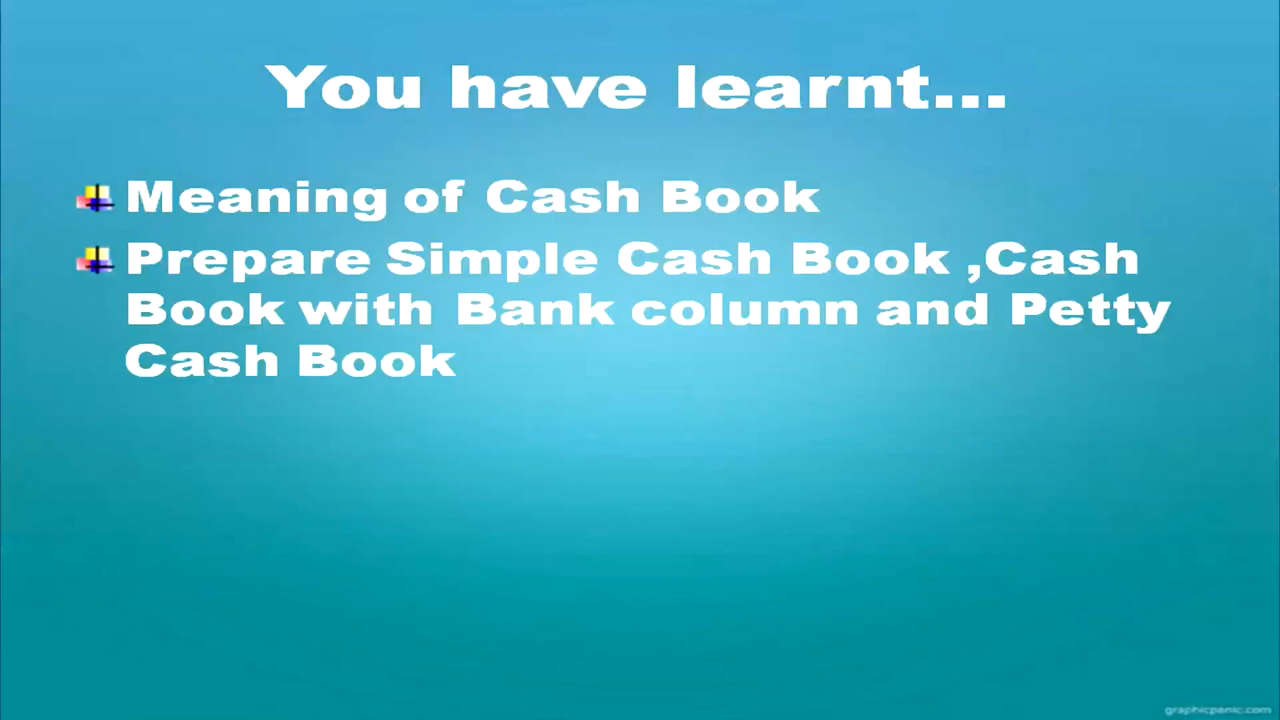 You have learnt...
Meaning of Cash Book
Prepare Simple Cash Book ,Cash
Book with Bank column and Petty
Cash Book
graphicpanic.com